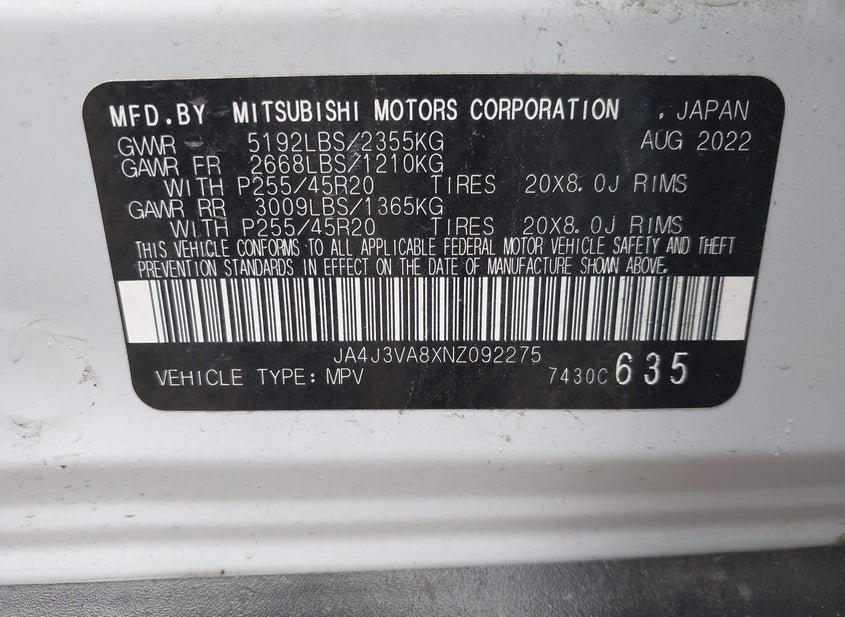 MFD.BY MITSUBISHI MOTORS CORPORATION , JAPAN
GVWR 5192LBS/2355KG AUG 2022
GAWR FR 2668LBS/1210KG
WITH P255/45R20 TIRES 20X8.0J RIMS
GAWR RR 3009LBS/1365KG
WITH P255/45R20 TIRES 20X8.0J RIMS
THIS VEHICLE CONFORMS TO ALL APPLICABLE FEDERAL MOTOR VEHICLE SAFETY AND THEFT
PREVENTION STANDARDS IN EFFECT ON THE DATE OF MANUFACTURE SHOWN ABOVE.
JA4J3VA8XNZ092275
VEHICLE TYPE: MPV 7430C 635